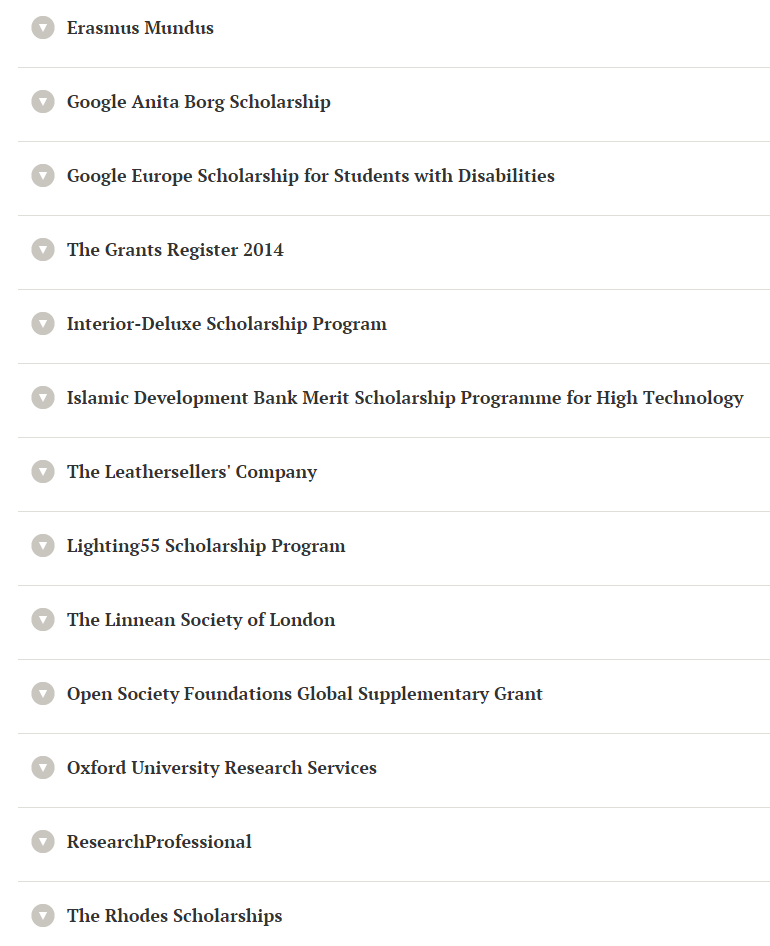 Erasmus Mundus
Google Anita Borg Scholarship
Google Europe Scholarship for Students with Disabilities
The Grants Register 2014
Interior-Deluxe Scholarship Program
Islamic Development Bank Merit Scholarship Programme for High Technology
The Leathersellers' Company
Lighting55 Scholarship Program
The Linnean Society of London
Open Society Foundations Global Supplementary Grant
Oxford University Research Services
ResearchProfessional
The Rhodes Scholarships